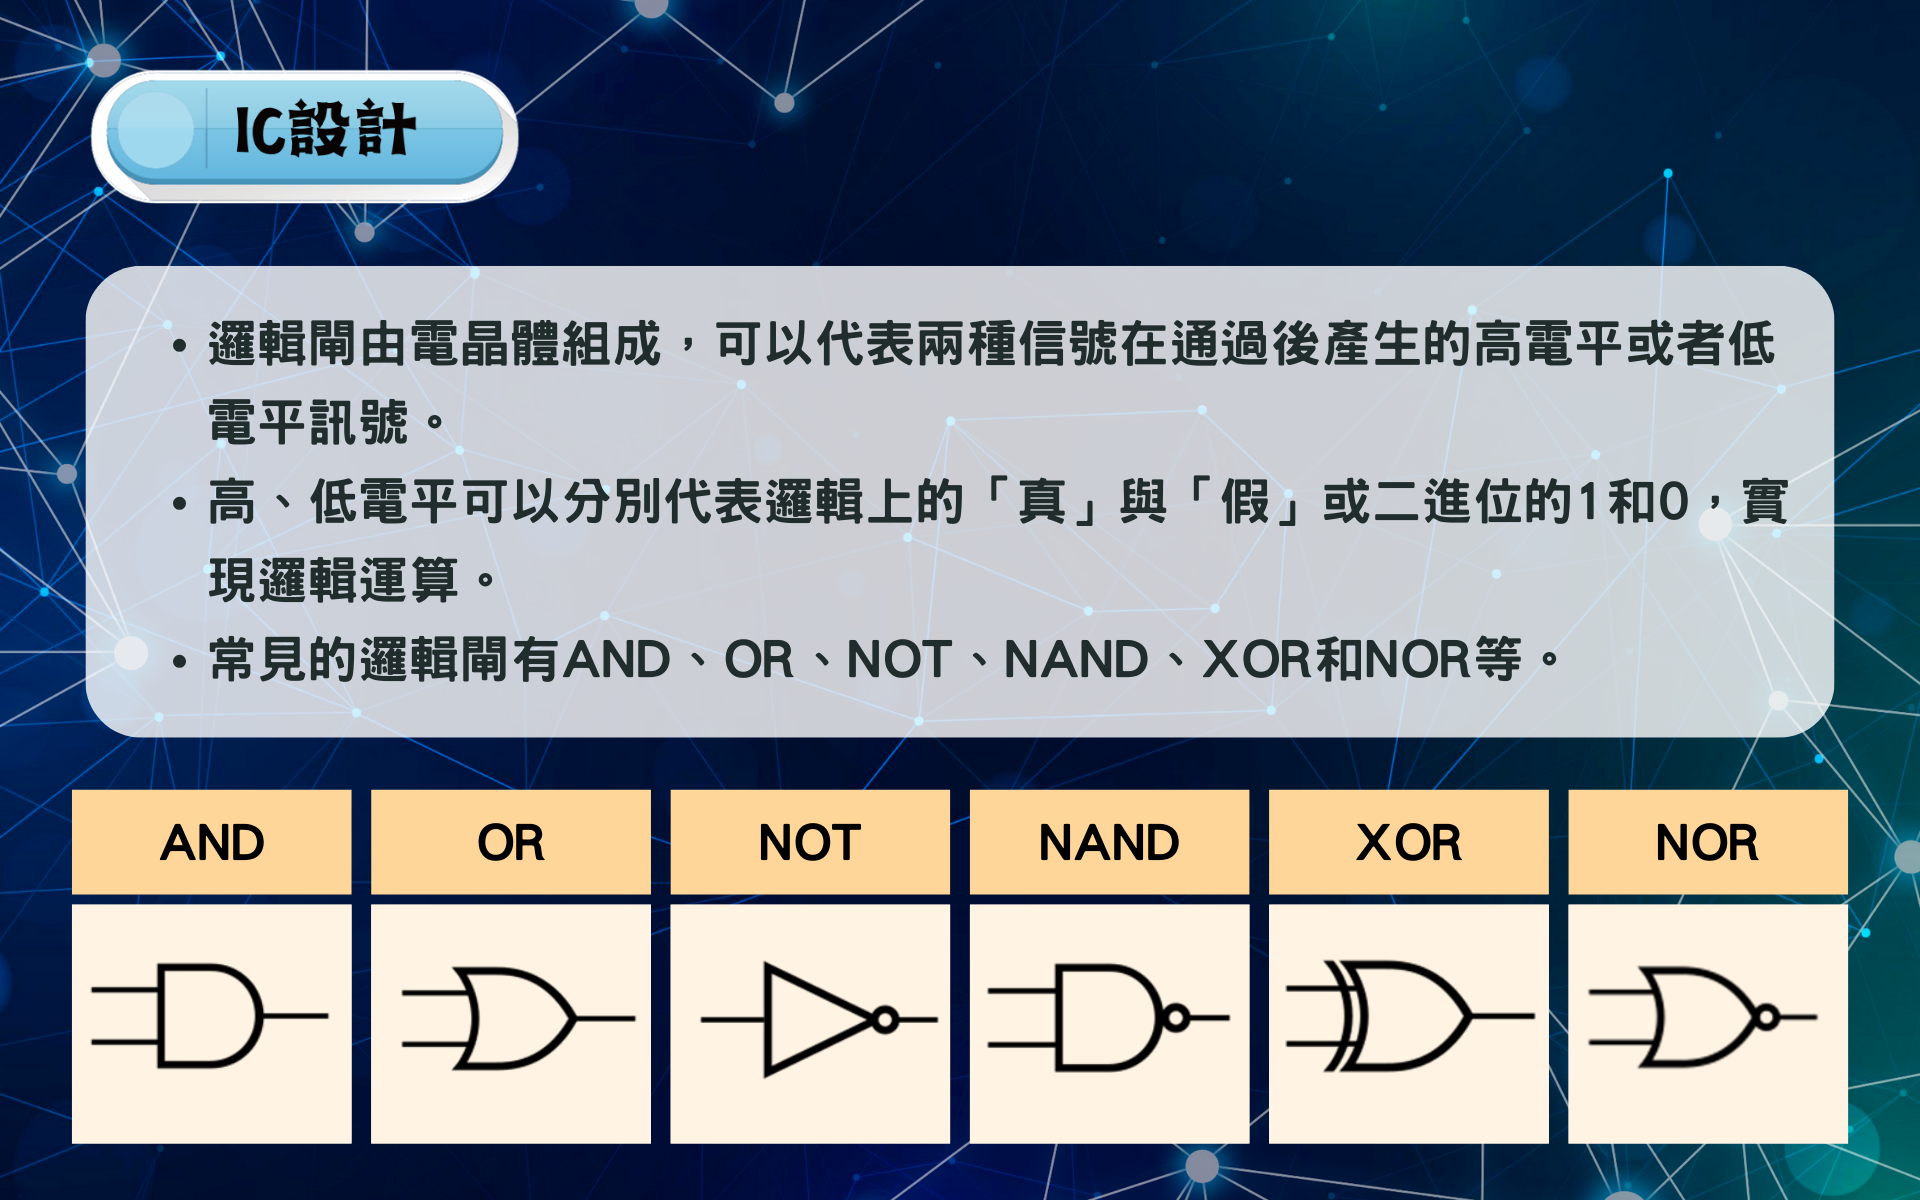 IC設計
• 邏輯閘由電晶體組成，可以代表兩種信號在通過後產生的高電平或者低
電平訊號。
• 高、低電平可以分別代表邏輯上的「真」與「假」或二進位的1和0，實
現邏輯運算。
• 常見的邏輯閘有AND、OR、NOT、NAND、XOR和NOR等。
AND OR NOT NAND XOR NOR